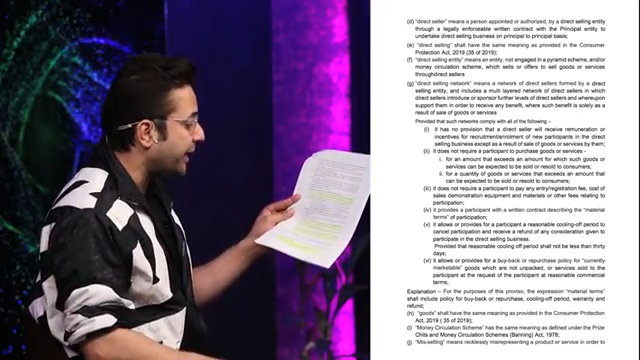 (d) "direct seller" means a person appointed or authorized, by a direct selling entity
through a legally enforceable written contract with the Principal entity to
undertake direct selling business on principal to principal basis;
(e) "direct selling" shall have the same meaning as provided in the Consumer
Protection Act, 2019 (35 of 2019);
(f) "direct selling entity" means an entity, not engaged in a pyramid scheme, and/or
money circulation scheme, which sells or offers to sell goods or services
throughdirect sellers
(g) "direct selling network" means a network of direct sellers formed by a direct
selling entity, and includes a multi layered network of direct sellers in which
direct sellers introduce or sponsor further levels of direct sellers and whereupon
support them in order to receive any benefit, where such benefit is solely as a
result of sale of goods or services
Provided that such networks comply with all of the following –
(i) it has no provision that a direct seller will receive remuneration or
incentives for recruitment/enrolment of new participants in the direct
selling business except as a result of sale of goods or services by them;
(ii) it does not require a participant to purchase goods or services -
i. for an amount that exceeds an amount for which such goods or
services can be expected to be sold or resold to consumers;
ii. for a quantity of goods or services that exceeds an amount that
can be expected to be sold or resold to consumers;
(iii) it does not require a participant to pay any entry/registration fee, cost of
sales demonstration equipment and materials or other fees relating to
participation;
(iv) it provides a participant with a written contract describing the "material
terms" of participation;
(v) it allows or provides for a participant a reasonable cooling-off period to
cancel participation and receive a refund of any consideration given to
participate in the direct selling business.
Provided that reasonable cooling off period shall not be less than thirty
days;
(vi) it allows or provides for a buy-back or repurchase policy for "currently
marketable" goods which are not unpacked, or services sold to the
participant at the request of the participant at reasonable commercial
terms;
Explanation – For the purposes of this proviso, the expression "material terms"
shall include policy for buy-back or repurchase, cooling-off period, warranty and
refund;
(h) "goods" shall have the same meaning as provided in the Consumer Protection
Act, 2019 ( 35 of 2019);
(i) "Money Circulation Scheme" has the same meaning as defined under the Prize
Chits and Money Circulation Schemes (Banning) Act, 1978;
(j) "Mis-selling" means recklessly misrepresenting a product or service in order to